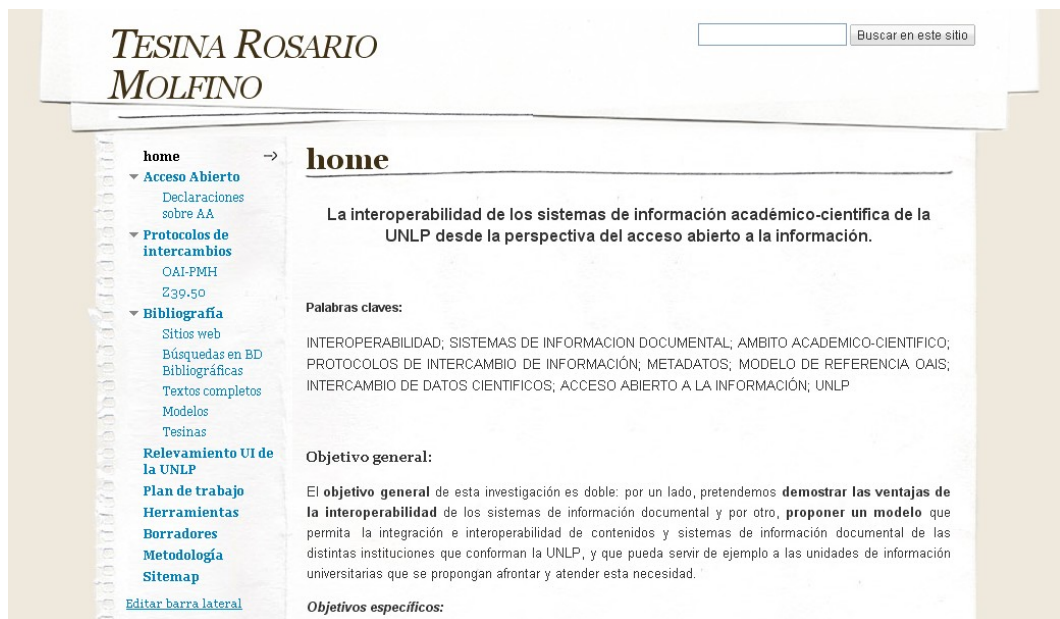 TESINA ROSARIO
MOLFINO
Buscar en este sitio
home
Acceso Abierto
Declaraciones
sobre AA
Protocolos de
intercambios
OAI-PMH
Z39.50
Bibliografía
Sitios web
Búsquedas en BD
Bibliográficas
Textos completos
Modelos
Tesinas
Relevamiento UI de
la UNLP
Plan de trabajo
Herramientas
Borradores
Metodología
Sitemap
Editar barra lateral
home
La interoperabilidad de los sistemas de información académico-cientifica de la
UNLP desde la perspectiva del acceso abierto a la información.
Palabras claves:
INTEROPERABILIDAD; SISTEMAS DE INFORMACION DOCUMENTAL; AMBITO ACADEMICO-CIENTIFICO;
PROTOCOLOS DE INTERCAMBIO DE INFORMACIÓN; METADATOS; MODELO DE REFERENCIA OAIS;
INTERCAMBIO DE DATOS CIENTIFICOS; ACCESO ABIERTO A LA INFORMACIÓN; UNLP
Objetivo general:
El objetivo general de esta investigación es doble: por un lado, pretendemos demostrar las ventajas de
la interoperabilidad de los sistemas de información documental y por otro, proponer un modelo que
permita la integración e interoperabilidad de contenidos y sistemas de información documental de las
distintas instituciones que conforman la UNLP, y que pueda servir de ejemplo a las unidades de información
universitarias que se propongan afrontar y atender esta necesidad.
Objetivos específicos: